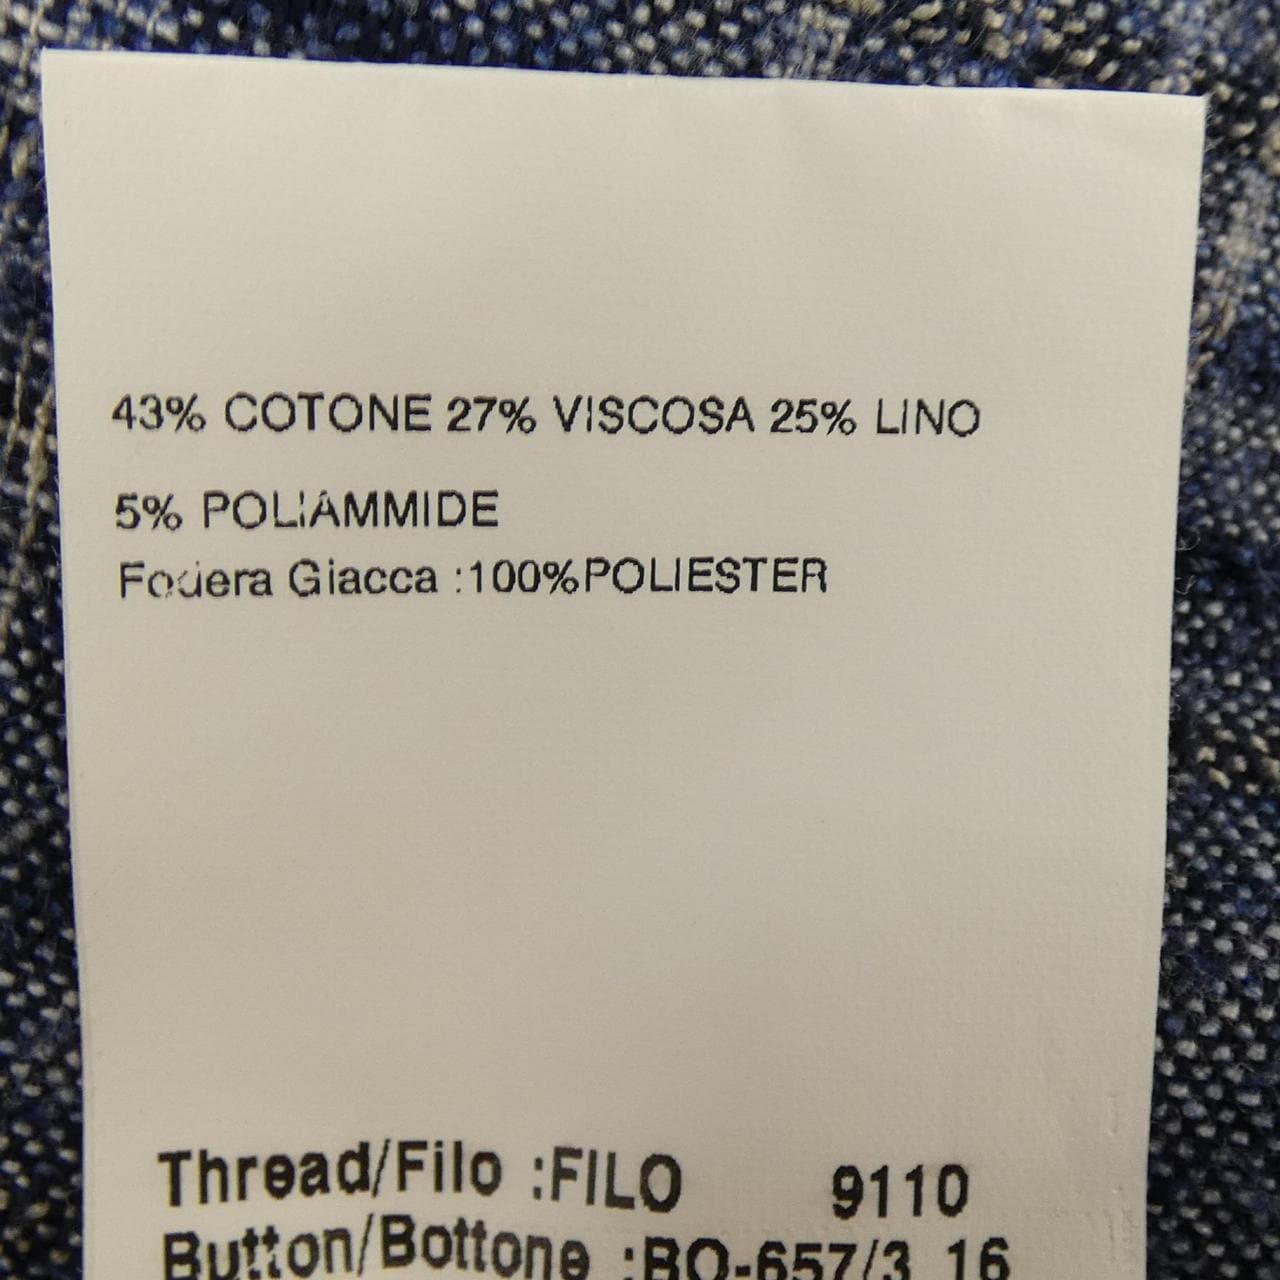 43% COTONE 27% VISCOSA 25% LINO
5% POLIAMMIDE
Fodera Giacca :100%POLIESTER
Thread/Filo :FILO 9110
Button/Bottone :BO-657/3 16